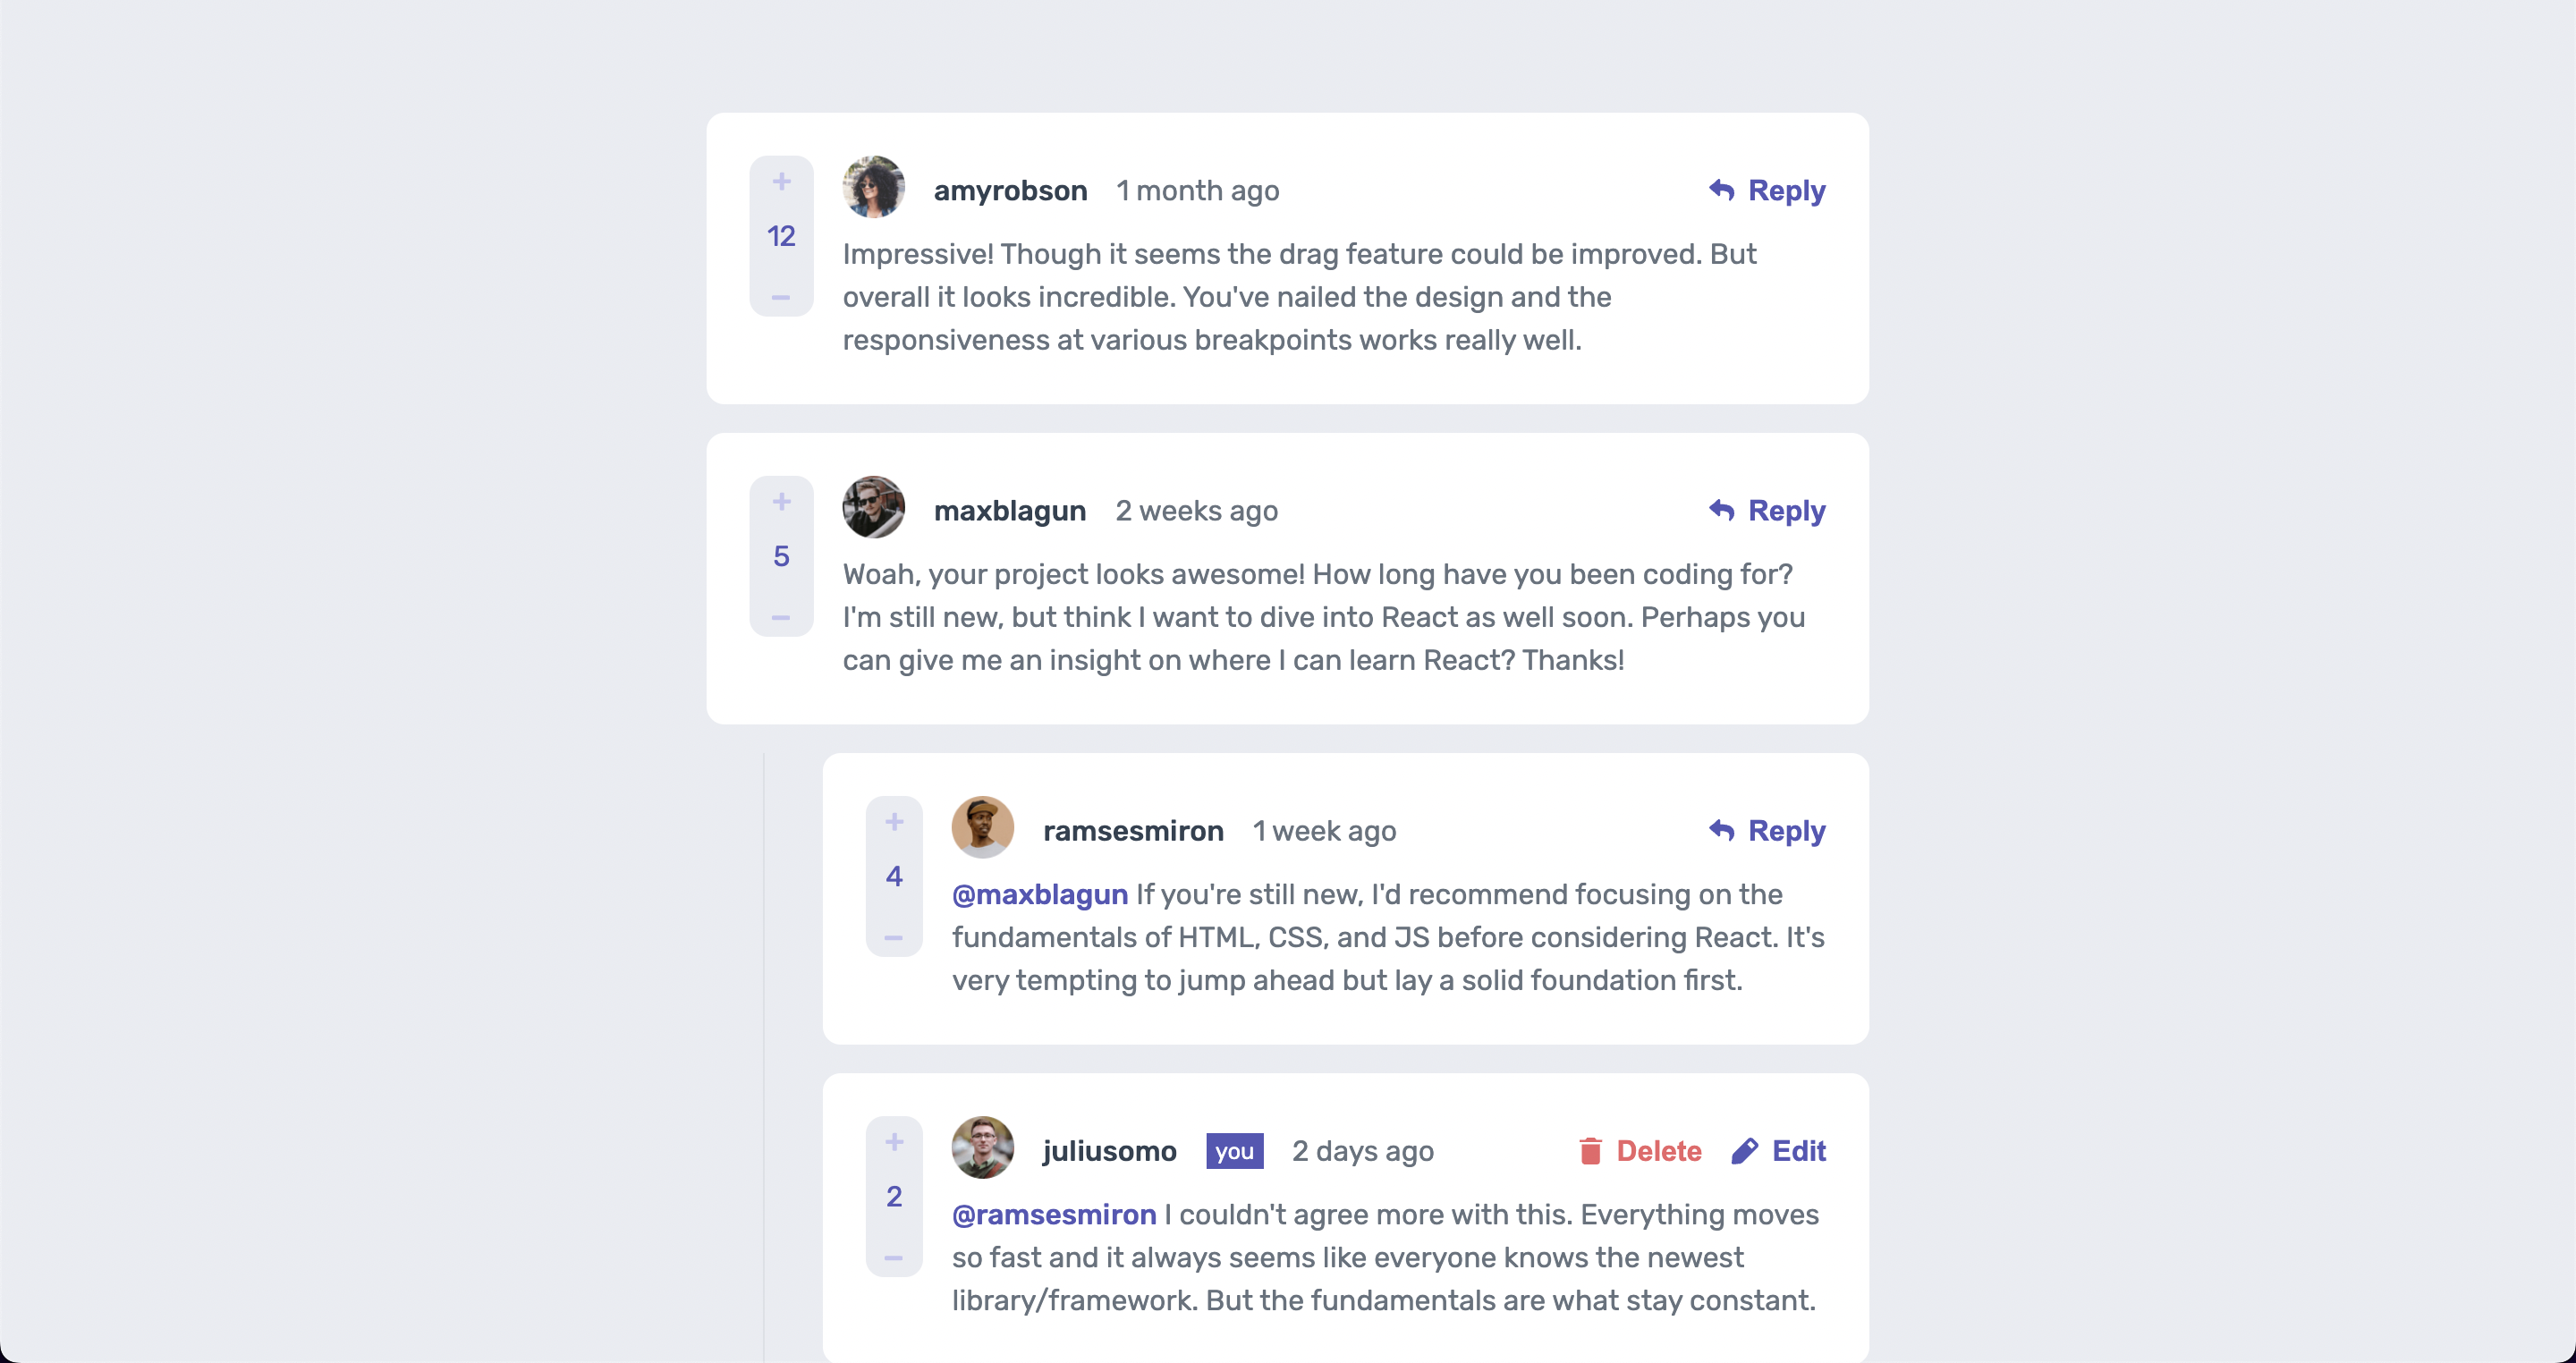 +
12
−
amyrobson 1 month ago Reply
Impressive! Though it seems the drag feature could be improved. But
overall it looks incredible. You've nailed the design and the
responsiveness at various breakpoints works really well.
+
5
−
maxblagun 2 weeks ago Reply
Woah, your project looks awesome! How long have you been coding for?
I'm still new, but think I want to dive into React as well soon. Perhaps you
can give me an insight on where I can learn React? Thanks!
+
4
−
ramsesmiron 1 week ago Reply
@maxblagun If you're still new, I'd recommend focusing on the
fundamentals of HTML, CSS, and JS before considering React. It's
very tempting to jump ahead but lay a solid foundation first.
+
2
−
juliusomo you 2 days ago Delete Edit
@ramsesmiron I couldn't agree more with this. Everything moves
so fast and it always seems like everyone knows the newest
library/framework. But the fundamentals are what stay constant.